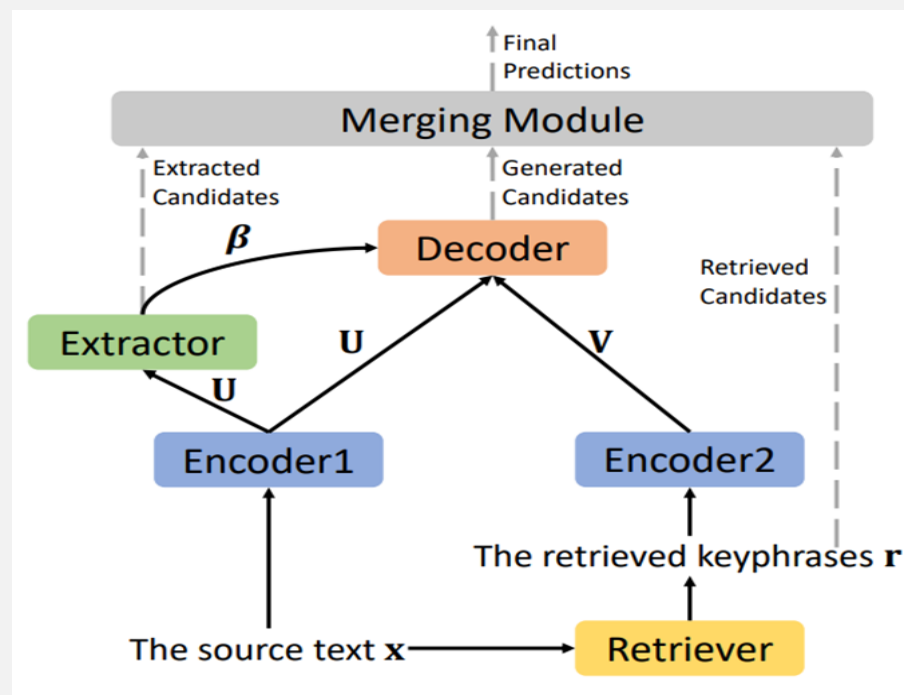 Final
Predictions
Merging Module
Extracted
Candidates
Generated
Candidates
β
Decoder
Retrieved
Candidates
Extractor
U
V
U
Encoder1
Encoder2
The retrieved keyphrases r
The source text x
Retriever